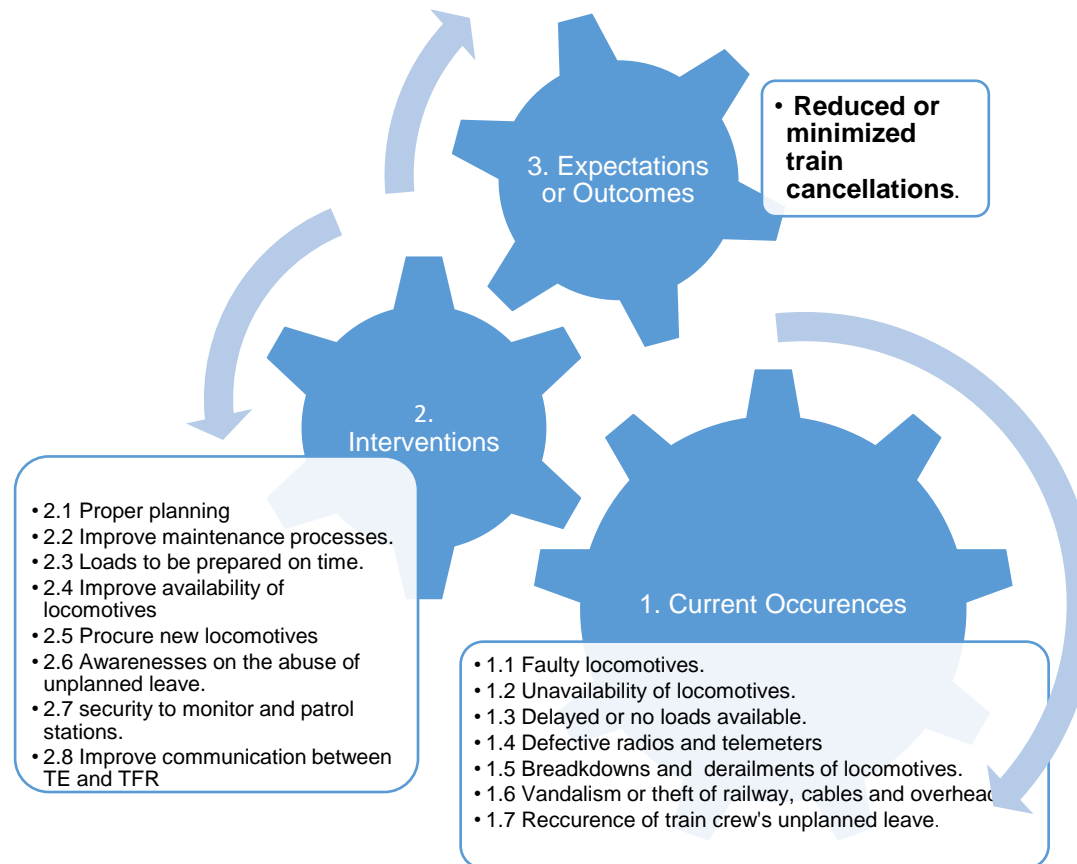 • Reduced or
minimized
train
cancellations.
3. Expectations
or Outcomes
2.
Interventions
• 2.1 Proper planning
• 2.2 Improve maintenance processes.
• 2.3 Loads to be prepared on time.
• 2.4 Improve availability of
locomotives
• 2.5 Procure new locomotives
• 2.6 Awarenesses on the abuse of
unplanned leave.
• 2.7 security to monitor and patrol
stations.
• 2.8 Improve communication between
TE and TFR
1. Current Occurences
• 1.1 Faulty locomotives.
• 1.2 Unavailability of locomotives.
• 1.3 Delayed or no loads available.
• 1.4 Defective radios and telemeters
• 1.5 Breadkdowns and derailments of locomotives.
• 1.6 Vandalism or theft of railway, cables and overhead
• 1.7 Reccurence of train crew's unplanned leave.